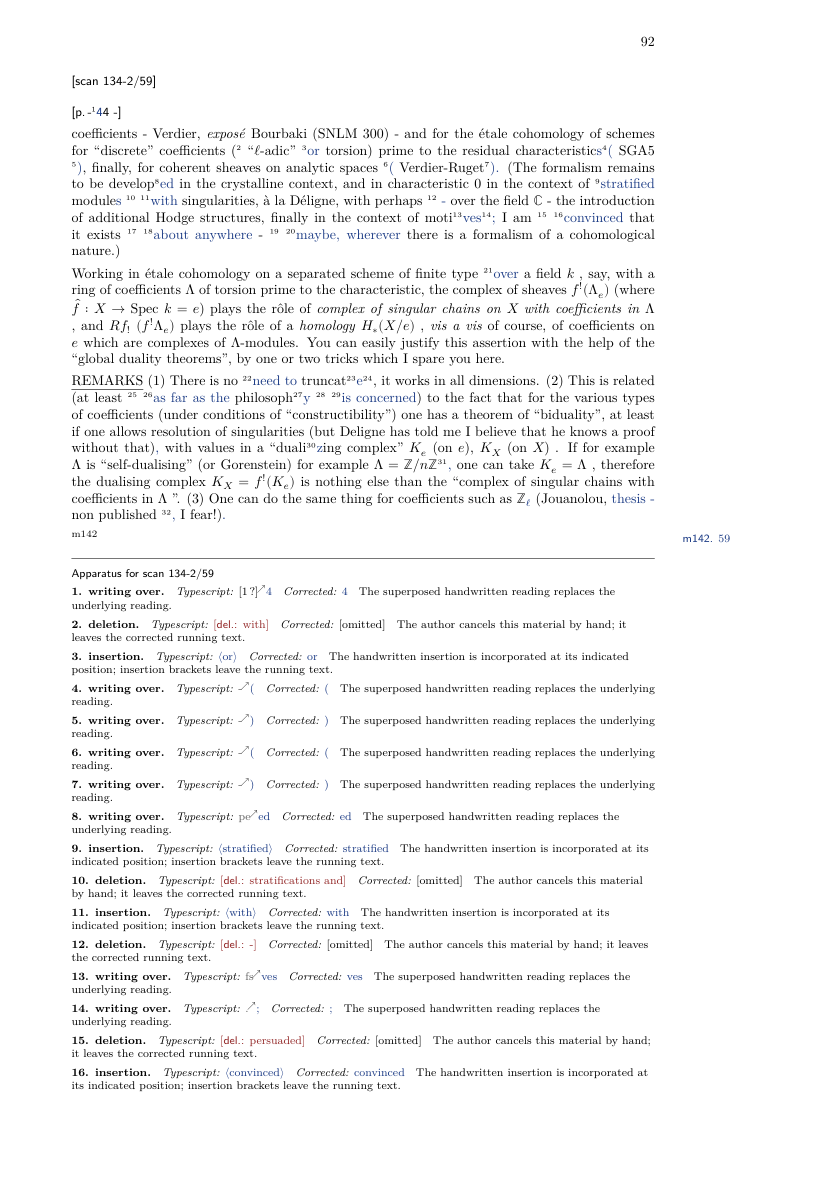 92
[scan 134-2/59]
[p. -¹44 -]
coefficients - Verdier, exposé Bourbaki (SNLM 300) - and for the étale cohomology of schemes
for “discrete” coefficients (² “ℓ-adic” ³or torsion) prime to the residual characteristics⁴( SGA5
⁵), finally, for coherent sheaves on analytic spaces ⁶( Verdier-Ruget⁷). (The formalism remains
to be develop⁸ed in the crystalline context, and in characteristic 0 in the context of ⁹stratified
modules ¹⁰ ¹¹with singularities, à la Déligne, with perhaps ¹² - over the field ℂ - the introduction
of additional Hodge structures, finally in the context of moti¹³ves¹⁴; I am ¹⁵ ¹⁶convinced that
it exists ¹⁷ ¹⁸about anywhere - ¹⁹ ²⁰maybe, wherever there is a formalism of a cohomological
nature.)
Working in étale cohomology on a separated scheme of finite type ²¹over a field k , say, with a
ring of coefficients Λ of torsion prime to the characteristic, the complex of sheaves f^!(Λ_e) (where
f̂ : X → Spec k = e) plays the rôle of complex of singular chains on X with coefficients in Λ
, and Rf_! (f^!Λ_e) plays the rôle of a homology H_*(X/e) , vis a vis of course, of coefficients on
e which are complexes of Λ-modules. You can easily justify this assertion with the help of the
“global duality theorems”, by one or two tricks which I spare you here.
REMARKS (1) There is no ²²need to truncat²³e²⁴, it works in all dimensions. (2) This is related
(at least ²⁵ ²⁶as far as the philosoph²⁷y ²⁸ ²⁹is concerned) to the fact that for the various types
of coefficients (under conditions of “constructibility”) one has a theorem of “biduality”, at least
if one allows resolution of singularities (but Deligne has told me I believe that he knows a proof
without that), with values in a “duali³⁰zing complex” K_e (on e), K_X (on X) . If for example
Λ is “self-dualising” (or Gorenstein) for example Λ = ℤ/nℤ³¹, one can take K_e = Λ , therefore
the dualising complex K_X = f^!(K_e) is nothing else than the “complex of singular chains with
coefficients in Λ ”. (3) One can do the same thing for coefficients such as ℤ_ℓ (Jouanolou, thesis -
non published ³², I fear!).
m142
m142. 59
Apparatus for scan 134-2/59
1. writing over. Typescript: [1?]↗4 Corrected: 4 The superposed handwritten reading replaces the
underlying reading.
2. deletion. Typescript: [del.: with] Corrected: [omitted] The author cancels this material by hand; it
leaves the corrected running text.
3. insertion. Typescript: ⟨or⟩ Corrected: or The handwritten insertion is incorporated at its indicated
position; insertion brackets leave the running text.
4. writing over. Typescript: -↗( Corrected: ( The superposed handwritten reading replaces the underlying
reading.
5. writing over. Typescript: -↗) Corrected: ) The superposed handwritten reading replaces the underlying
reading.
6. writing over. Typescript: -↗( Corrected: ( The superposed handwritten reading replaces the underlying
reading.
7. writing over. Typescript: -↗) Corrected: ) The superposed handwritten reading replaces the underlying
reading.
8. writing over. Typescript: pe↗ed Corrected: ed The superposed handwritten reading replaces the
underlying reading.
9. insertion. Typescript: ⟨stratified⟩ Corrected: stratified The handwritten insertion is incorporated at its
indicated position; insertion brackets leave the running text.
10. deletion. Typescript: [del.: stratifications and] Corrected: [omitted] The author cancels this material
by hand; it leaves the corrected running text.
11. insertion. Typescript: ⟨with⟩ Corrected: with The handwritten insertion is incorporated at its
indicated position; insertion brackets leave the running text.
12. deletion. Typescript: [del.: -] Corrected: [omitted] The author cancels this material by hand; it leaves
the corrected running text.
13. writing over. Typescript: fs↗ves Corrected: ves The superposed handwritten reading replaces the
underlying reading.
14. writing over. Typescript: .↗; Corrected: ; The superposed handwritten reading replaces the
underlying reading.
15. deletion. Typescript: [del.: persuaded] Corrected: [omitted] The author cancels this material by hand;
it leaves the corrected running text.
16. insertion. Typescript: ⟨convinced⟩ Corrected: convinced The handwritten insertion is incorporated at
its indicated position; insertion brackets leave the running text.